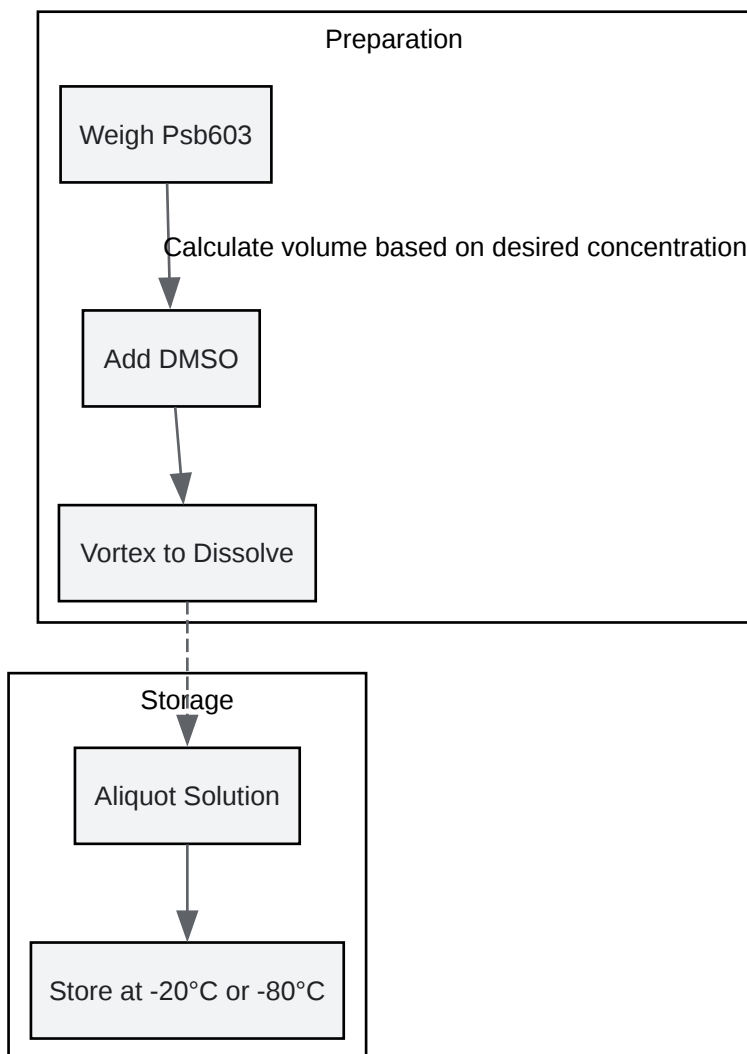 Preparation
Weigh Psb603
Calculate volume based on desired concentration
Add DMSO
Vortex to Dissolve
Storage
Aliquot Solution
Store at -20°C or -80°C